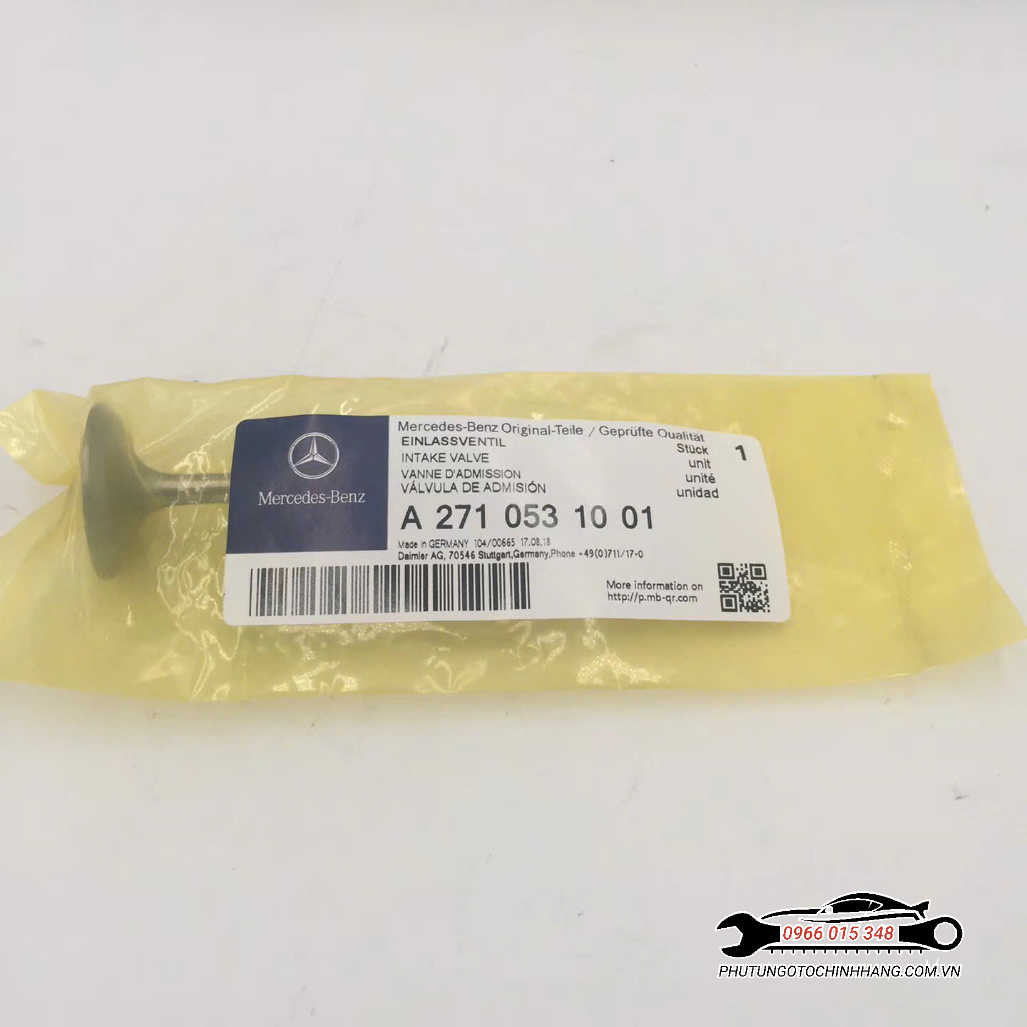 Mercedes-Benz Original-Teile / Geprüfte Qualität
EINLASSVENTIL
INTAKE VALVE
VANNE D'ADMISSION
VÁLVULA DE ADMISIÓN
Stück 1
unit
unité
unidad
Mercedes-Benz
A 271 053 10 01
Made in GERMANY 104/00665 17.08.18
Daimler AG, 70546 Stuttgart,Germany,Phone +49(0)711/17-0
More information on
http://p.mb-qr.com
0966 015 348
PHUTUNGOTOCHINHHANG.COM.VN